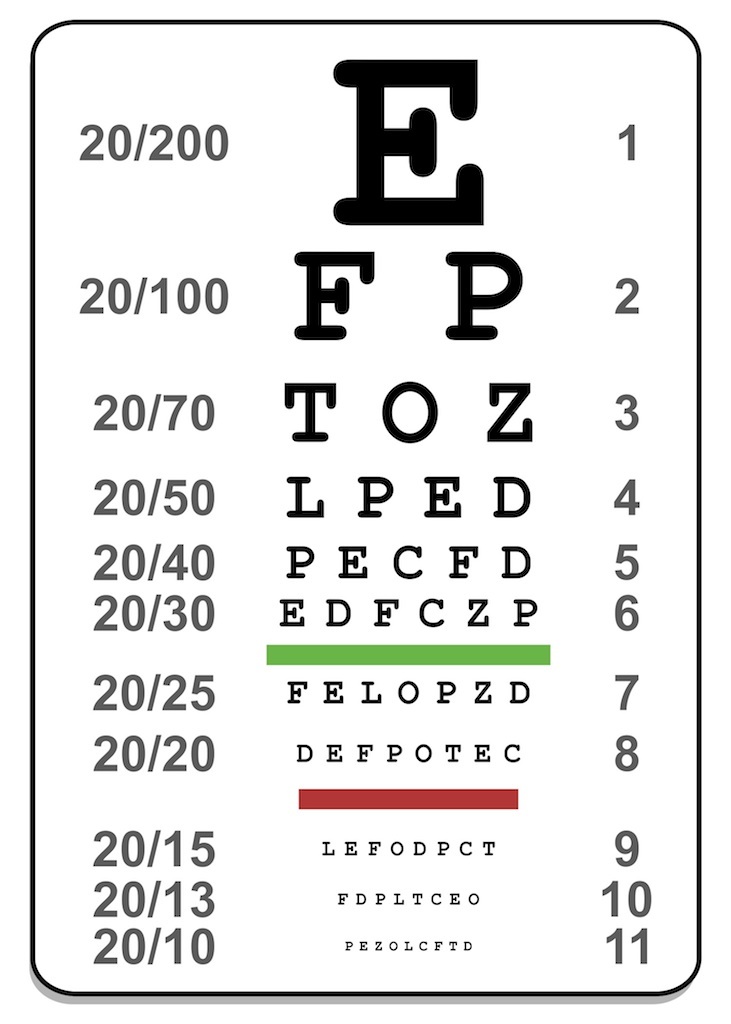 20/200 E 1
20/100 F P 2
20/70 T O Z 3
20/50 L P E D 4
20/40 P E C F D 5
20/30 E D F C Z P 6
20/25 F E L O P Z D 7
20/20 D E F P O T E C 8
20/15 L E F O D P C T 9
20/13 F D P L T C E O 10
20/10 P E Z O L C F T D 11